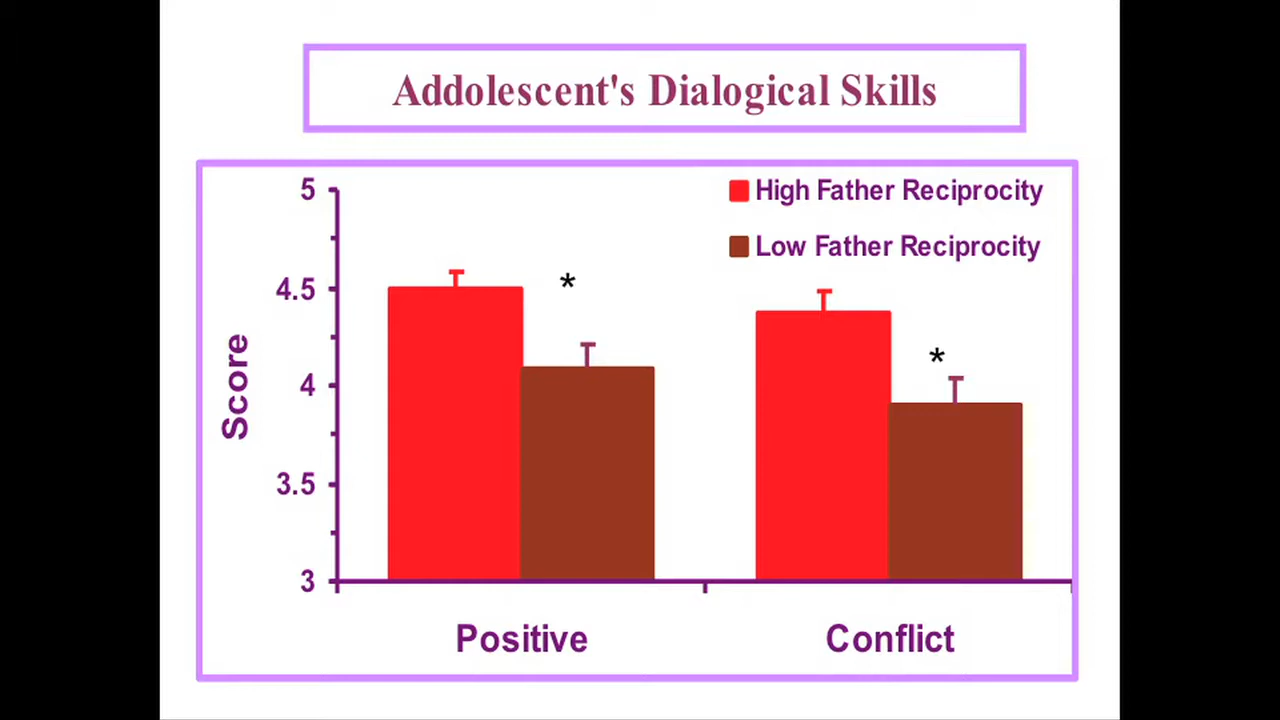 Addolescent's Dialogical Skills
High Father Reciprocity
Low Father Reciprocity
5
4.5
4
3.5
3
Score
*
*
Positive
Conflict